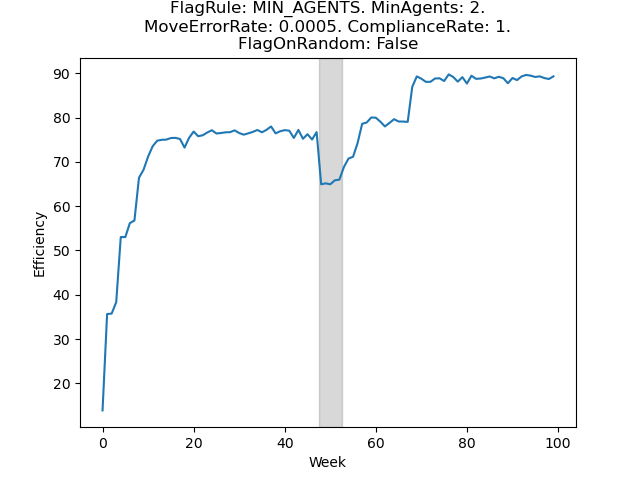 FlagRule: MIN_AGENTS. MinAgents: 2.
MoveErrorRate: 0.0005. ComplianceRate: 1.
FlagOnRandom: False
90
80
70
60
50
40
30
20
Efficiency
0 20 40 60 80 100
Week